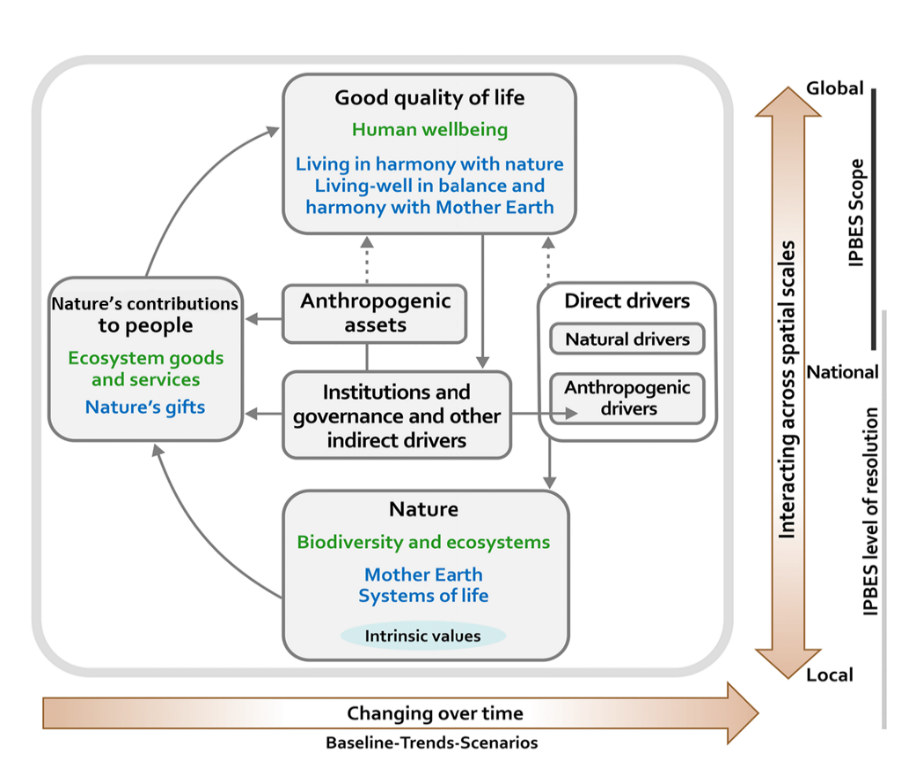 Good quality of life
Human wellbeing
Living in harmony with nature
Living-well in balance and
harmony with Mother Earth
Nature's contributions
to people
Ecosystem goods
and services
Nature's gifts
Anthropogenic
assets
Institutions and
governance and other
indirect drivers
Direct drivers
Natural drivers
Anthropogenic
drivers
Nature
Biodiversity and ecosystems
Mother Earth
Systems of life
Intrinsic values
Changing over time
Baseline-Trends-Scenarios
Interacting across spatial scales
Global
National
Local
IPBES Scope
IPBES level of resolution